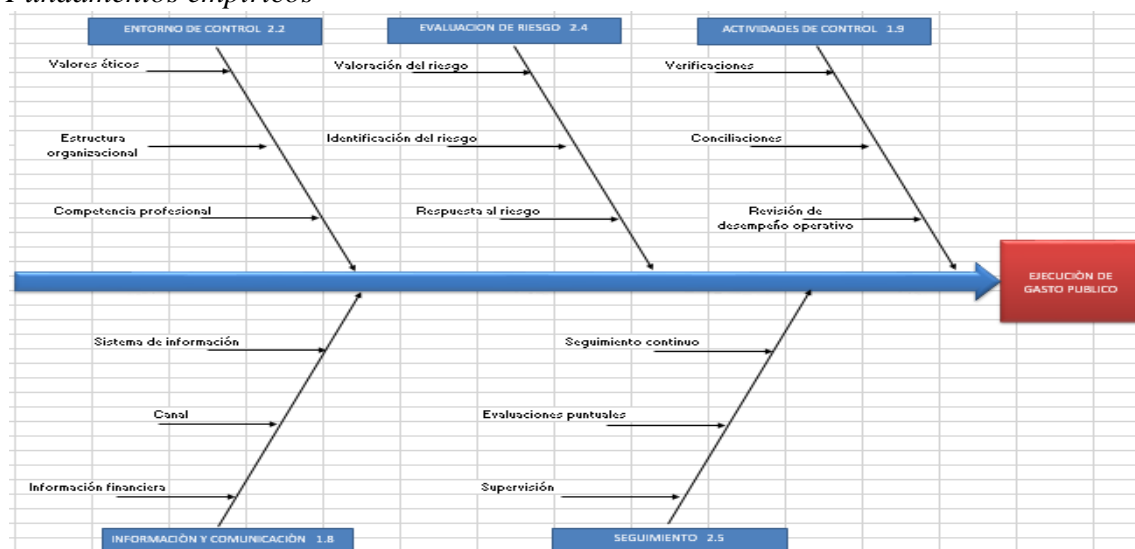 Fundamentos empíricos
ENTORNO DE CONTROL 2.2
EVALUACION DE RIESGO 2.4
ACTIVIDADES DE CONTROL 1.9
Valores éticos
Valoración del riesgo
Verificaciones
Estructura
organizacional
Identificación del riesgo
Conciliaciones
Competencia profesional
Respuesta al riesgo
Revisión de
desempeño operativo
EJECUCIÒN DE
GASTO PUBLICO
Sistema de información
Seguimiento continuo
Canal
Evaluaciones puntuales
Información financiera
Supervisión
INFORMACIÒN Y COMUNICACIÒN 1.8
SEGUIMIENTO 2.5